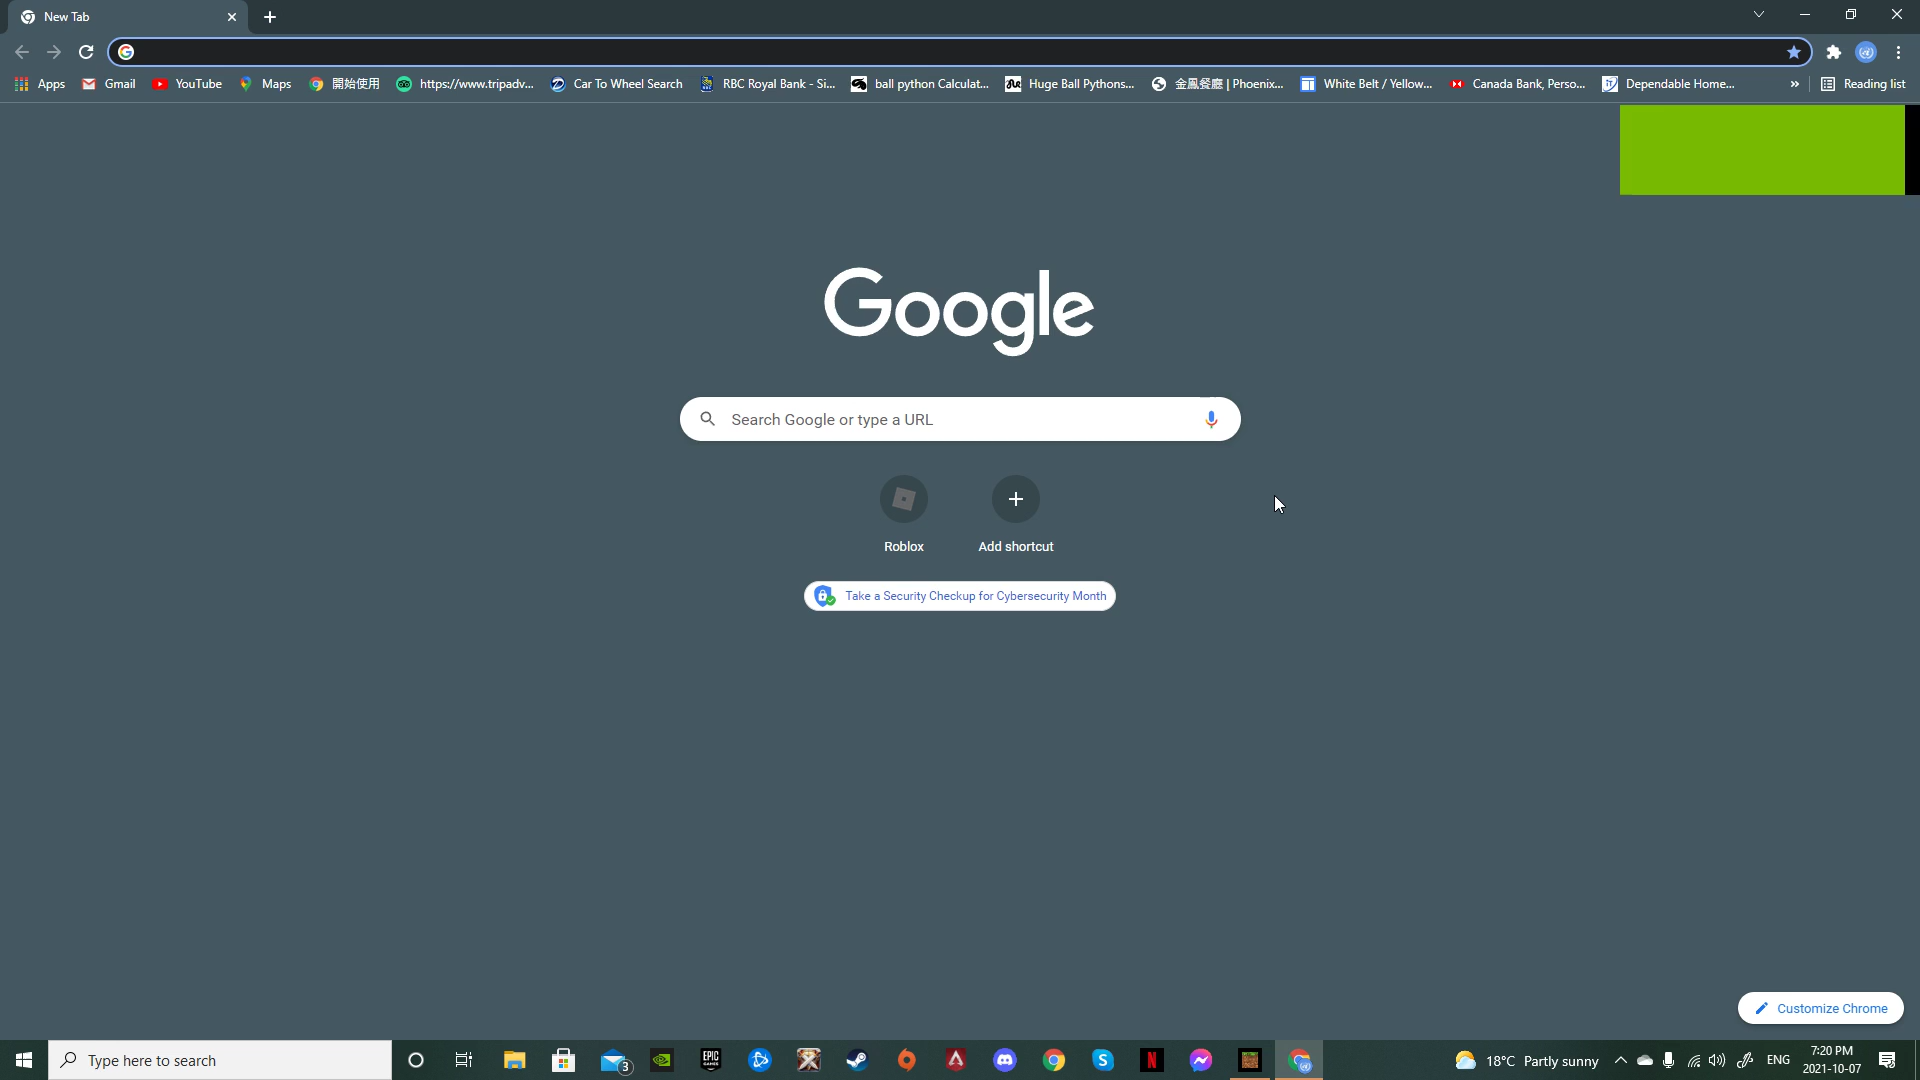 New Tab
Apps Gmail YouTube Maps 開始使用 https://www.tripadv... Car To Wheel Search RBC Royal Bank - Si... ball python Calculat... Huge Ball Pythons... 金鳳餐廳 | Phoenix... White Belt / Yellow... Canada Bank, Perso... Dependable Home... » Reading list
Google
Search Google or type a URL
Roblox Add shortcut
Take a Security Checkup for Cybersecurity Month
Customize Chrome
Type here to search 3 EPIC GAMES 18°C Partly sunny ENG 7:20 PM
2021-10-07